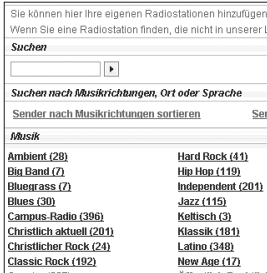 Sie können hier Ihre eigenen Radiostationen hinzufügen
Wenn Sie eine Radiostation finden, die nicht in unserer
Suchen
Suchen nach Musikrichtungen, Ort oder Sprache
Sender nach Musikrichtungen sortieren
Musik
Ambient (28) Hard Rock (41)
Big Band (7) Hip Hop (119)
Bluegrass (7) Independent (201)
Blues (30) Jazz (115)
Campus-Radio (396) Keltisch (3)
Christlich aktuell (201) Klassik (181)
Christlicher Rock (24) Latino (348)
Classic Rock (192) New Age (17)